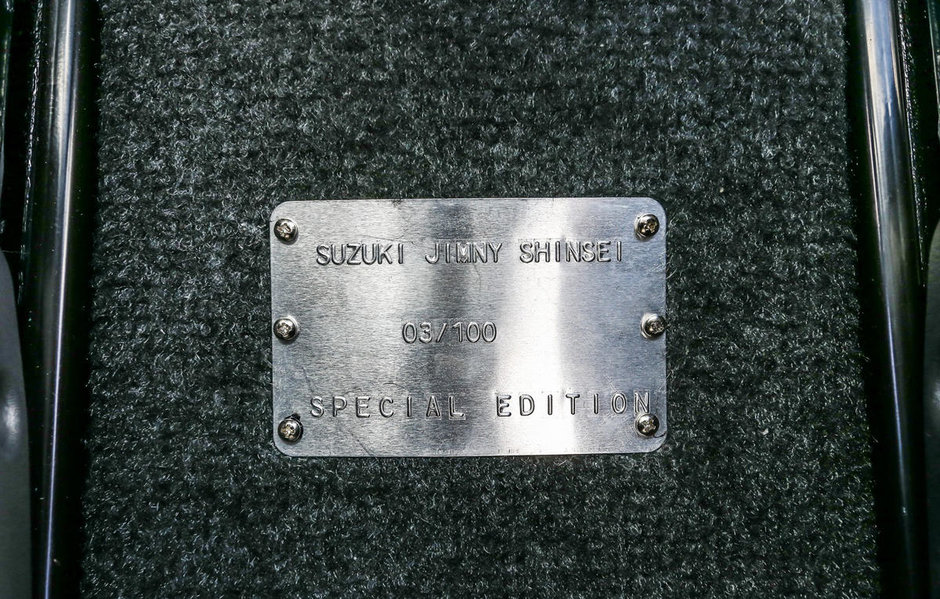 SUZUKI JIMNY SHINSEI
03/100
SPECIAL EDITION